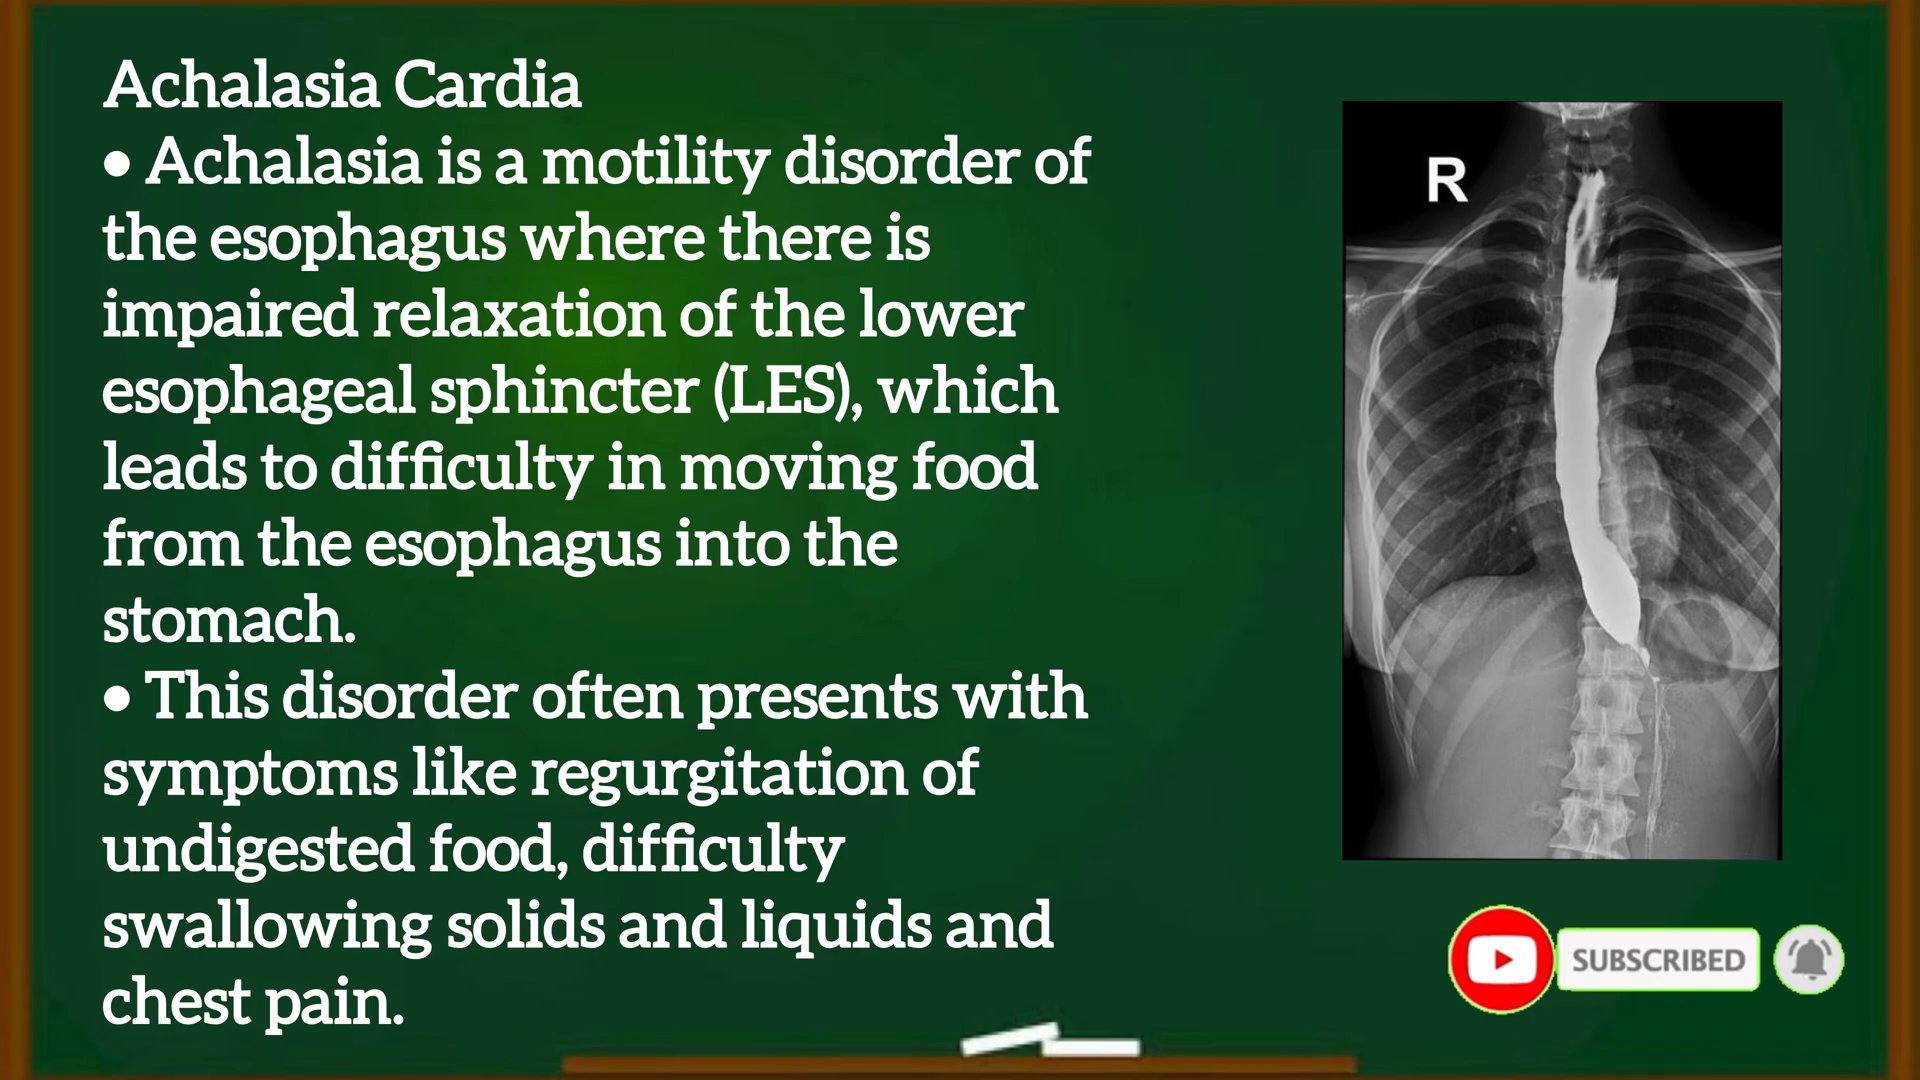 Achalasia Cardia
• Achalasia is a motility disorder of
the esophagus where there is
impaired relaxation of the lower
esophageal sphincter (LES), which
leads to difficulty in moving food
from the esophagus into the
stomach.
• This disorder often presents with
symptoms like regurgitation of
undigested food, difficulty
swallowing solids and liquids and
chest pain.
R
SUBSCRIBED